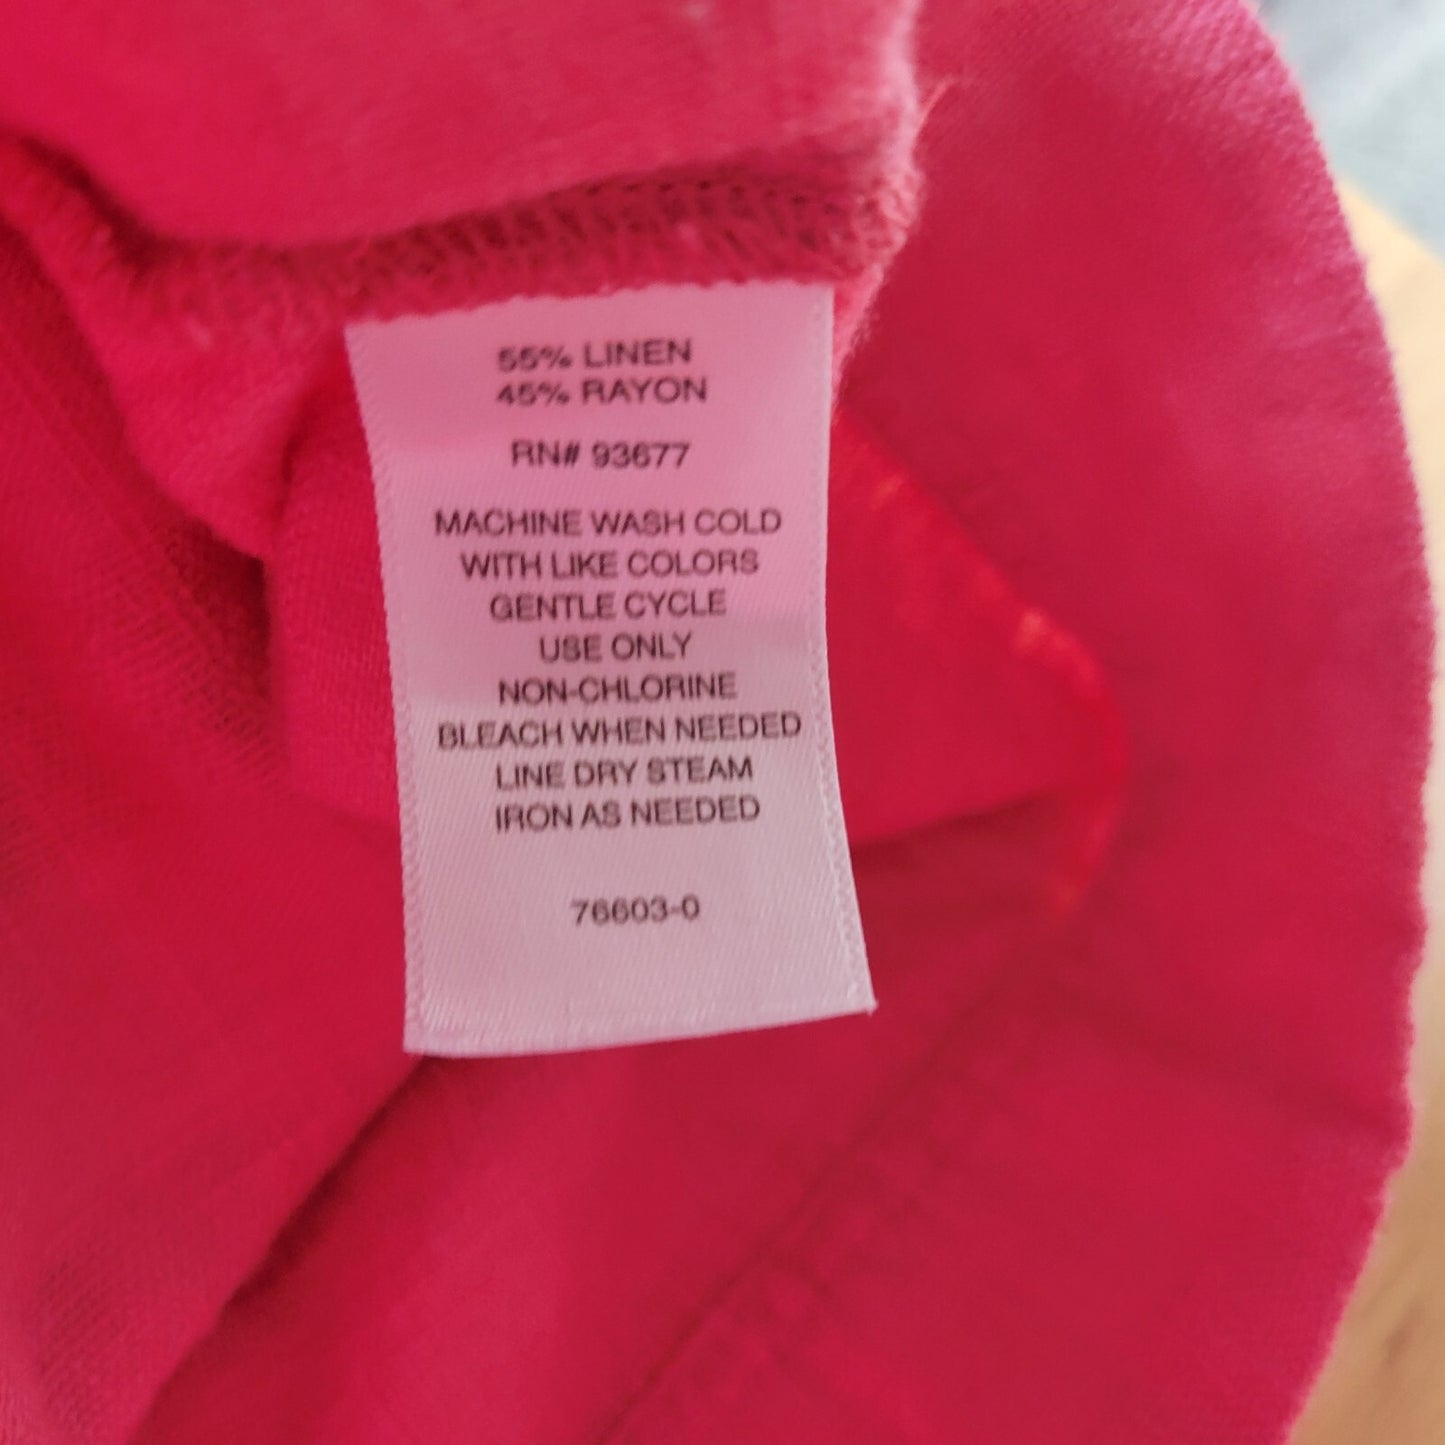 55% LINEN
45% RAYON
RN# 93677
MACHINE WASH COLD
WITH LIKE COLORS
GENTLE CYCLE
USE ONLY
NON-CHLORINE
BLEACH WHEN NEEDED
LINE DRY STEAM
IRON AS NEEDED
76603-0